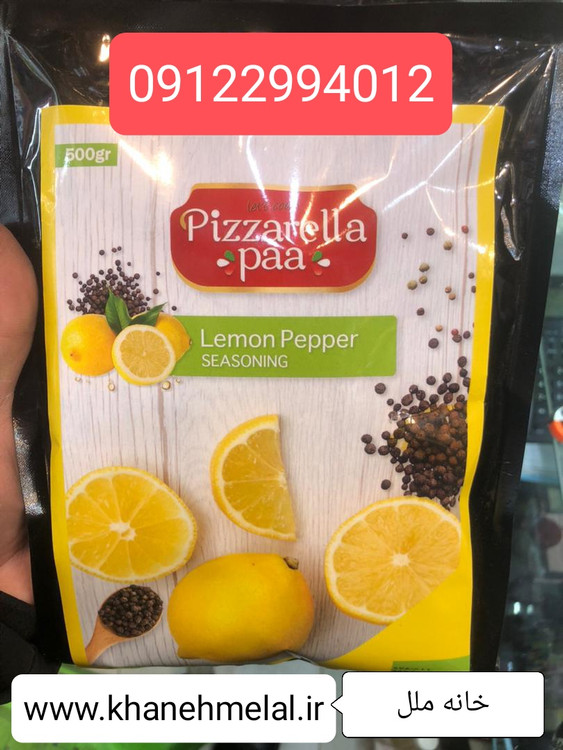 09122994012
500gr
Pizzarella
paa
Lemon Pepper
SEASONING
www.khanehmelal.ir
خانه ملل